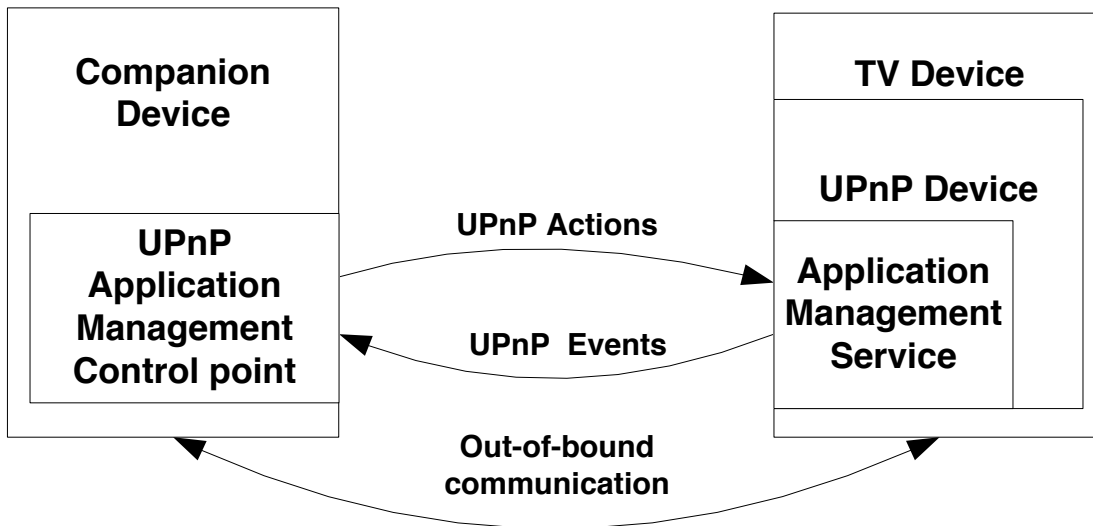 Companion
Device
UPnP
Application
Management
Control point
UPnP Actions
UPnP Events
Out-of-bound
communication
TV Device
UPnP Device
Application
Management
Service